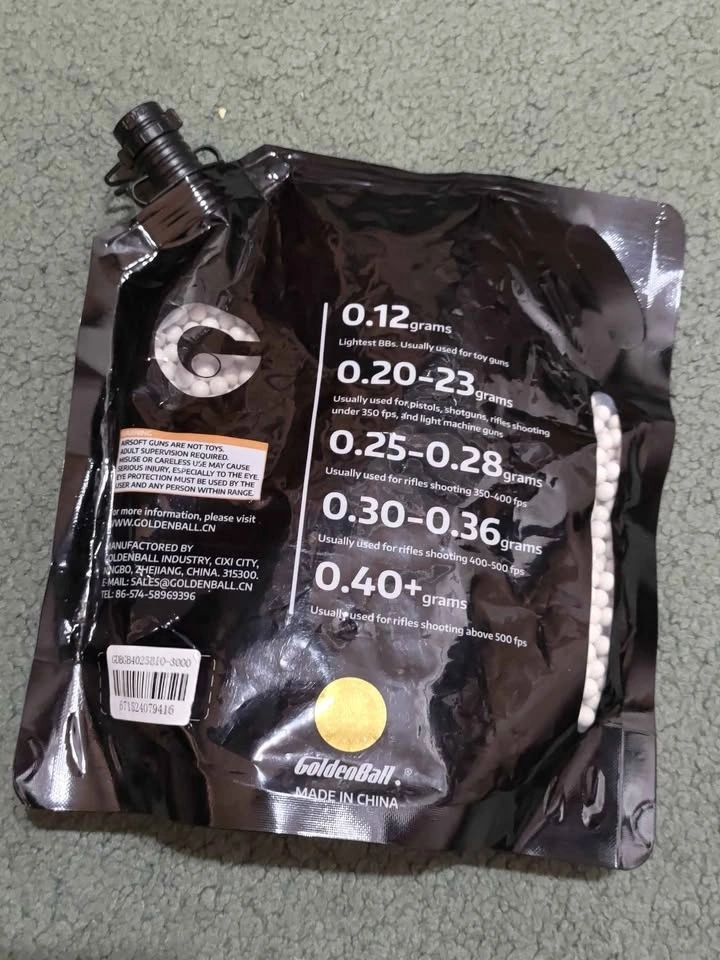 0.12grams
Lightest BBs. Usually used for toy guns
0.20-23grams
Usually used for pistols, shotguns, rifles shooting
under 350 fps, and light machine guns
0.25-0.28grams
Usually used for rifles shooting 350-400 fps
0.30-0.36grams
Usually used for rifles shooting 400-500 fps
0.40+grams
Usually used for rifles shooting above 500 fps
G
WARNING
AIRSOFT GUNS ARE NOT TOYS.
ADULT SUPERVISION REQUIRED.
MISUSE OR CARELESS USE MAY CAUSE
SERIOUS INJURY, ESPECIALLY TO THE EYE.
EYE PROTECTION MUST BE USED BY THE
USER AND ANY PERSON WITHIN RANGE.
For more information, please visit
WWW.GOLDENBALL.CN
MANUFACTORED BY
GOLDENBALL INDUSTRY, CIXI CITY,
NINGBO, ZHEJIANG, CHINA. 315300.
E-MAIL: SALES@GOLDENBALL.CN
TEL: 86-574-58969396
671524079416
GoldenBall.®
MADE IN CHINA